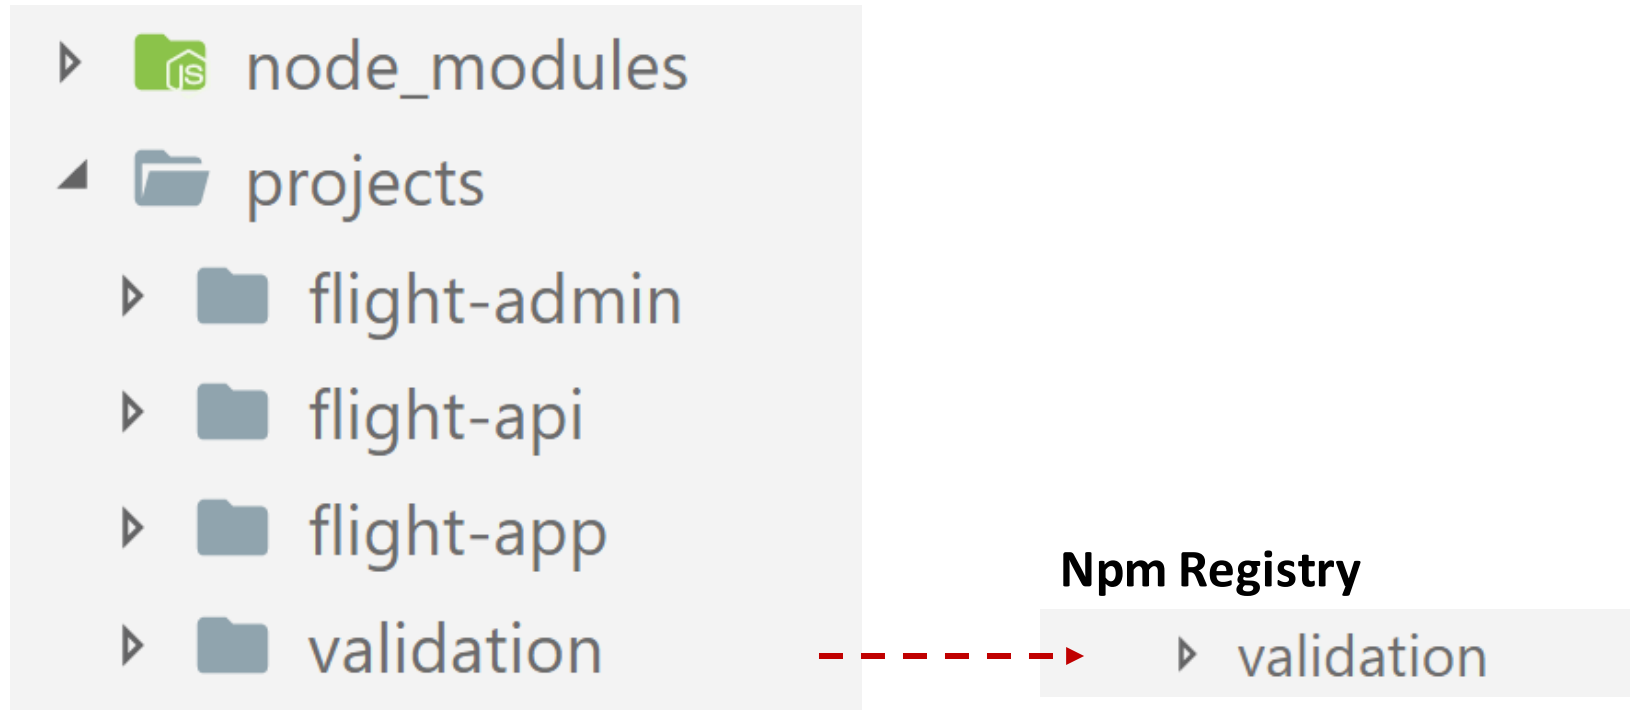 node_modules
projects
flight-admin
flight-api
flight-app
validation
Npm Registry
validation